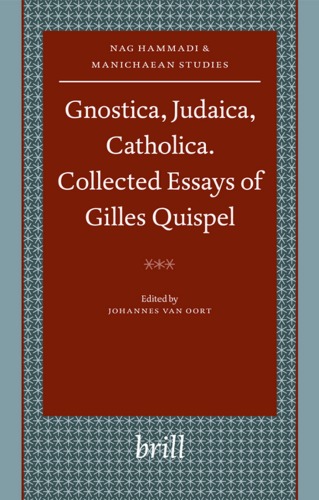 NAG HAMMADI &
MANICHAEAN STUDIES
Gnostica, Judaica,
Catholica.
Collected Essays of
Gilles Quispel
***
Edited by
JOHANNES VAN OORT
brill